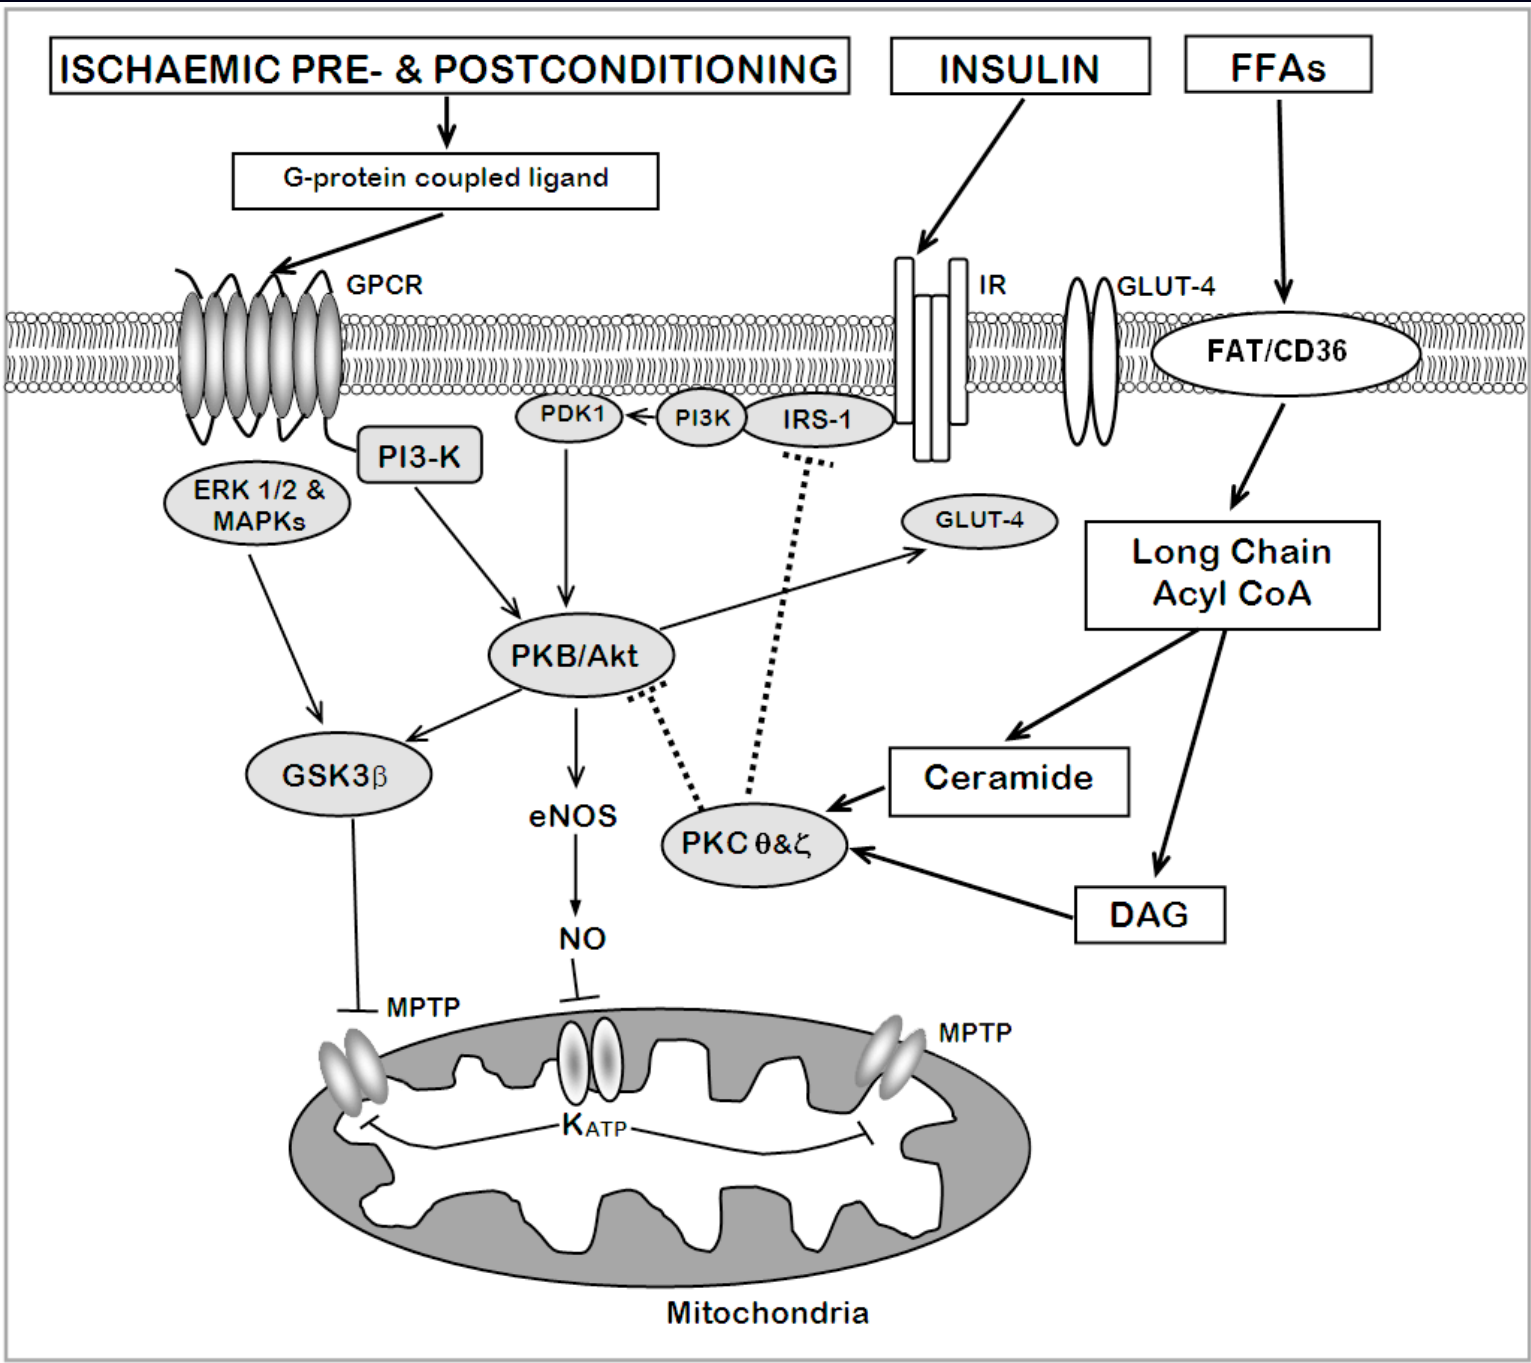 ISCHAEMIC PRE- & POSTCONDITIONING
INSULIN
FFAs
G-protein coupled ligand
GPCR
IR
GLUT-4
FAT/CD36
PDK1
PI3K
IRS-1
PI3-K
ERK 1/2 &
MAPKs
GLUT-4
Long Chain
Acyl CoA
PKB/Akt
GSK3β
eNOS
Ceramide
PKC θ&ζ
DAG
NO
MPTP
MPTP
KATP
Mitochondria